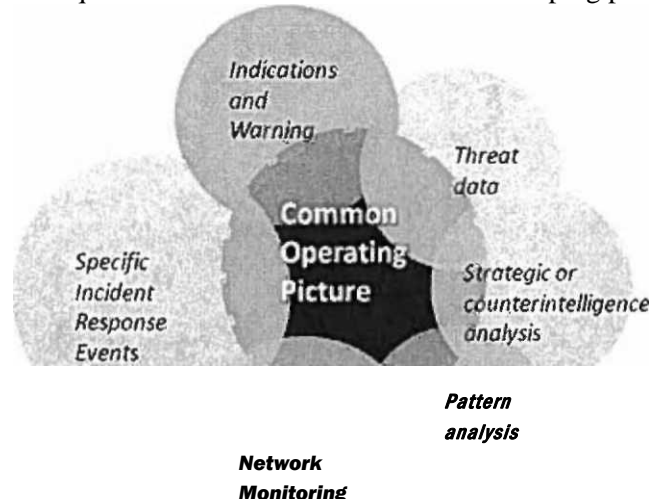 Indications
and
Warning
Threat
data
Common
Operating
Picture
Specific
Incident
Response
Events
Strategic or
counterintelligence
analysis
Pattern
analysis
Network
Monitoring